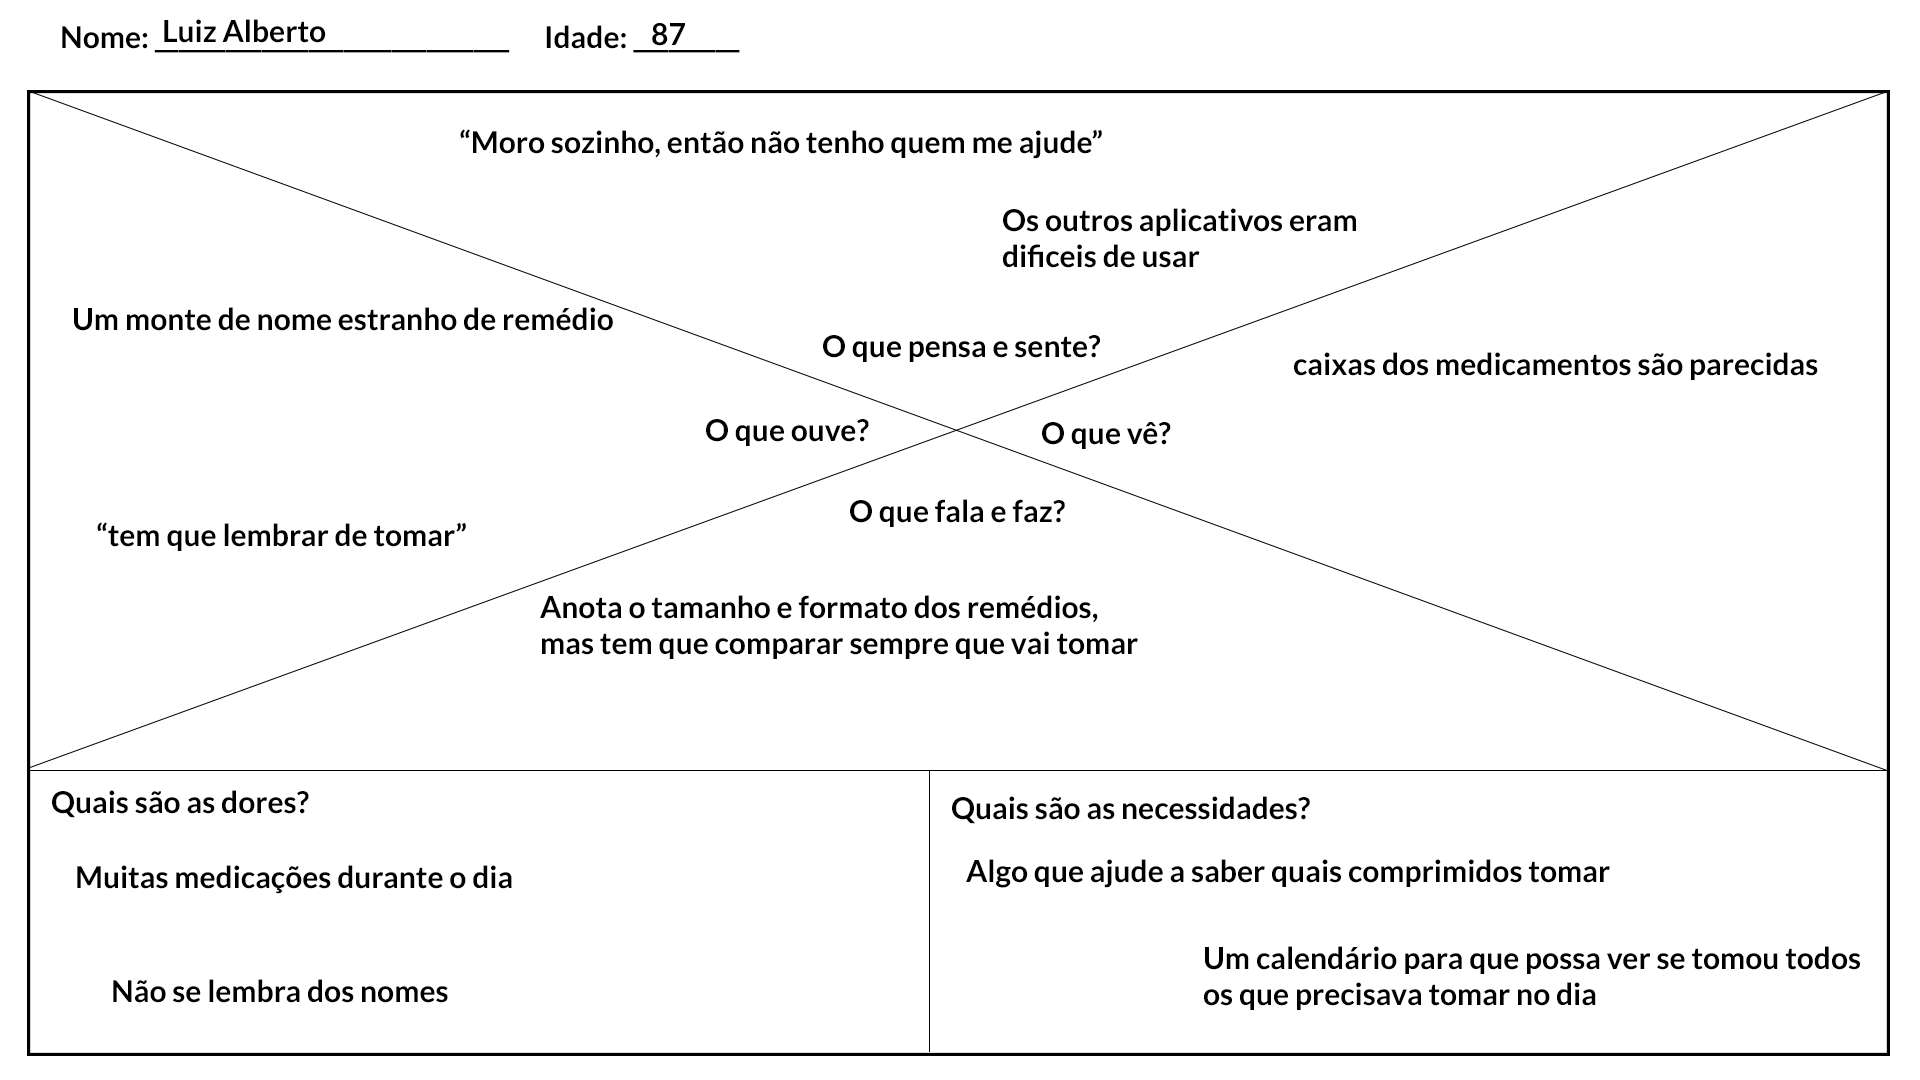 Nome: Luiz Alberto Idade: 87
“Moro sozinho, então não tenho quem me ajude”
Os outros aplicativos eram
dificeis de usar
Um monte de nome estranho de remédio
O que pensa e sente?
caixas dos medicamentos são parecidas
O que ouve?
O que vê?
O que fala e faz?
“tem que lembrar de tomar”
Anota o tamanho e formato dos remédios,
mas tem que comparar sempre que vai tomar
Quais são as dores?
Muitas medicações durante o dia
Não se lembra dos nomes
Quais são as necessidades?
Algo que ajude a saber quais comprimidos tomar
Um calendário para que possa ver se tomou todos
os que precisava tomar no dia